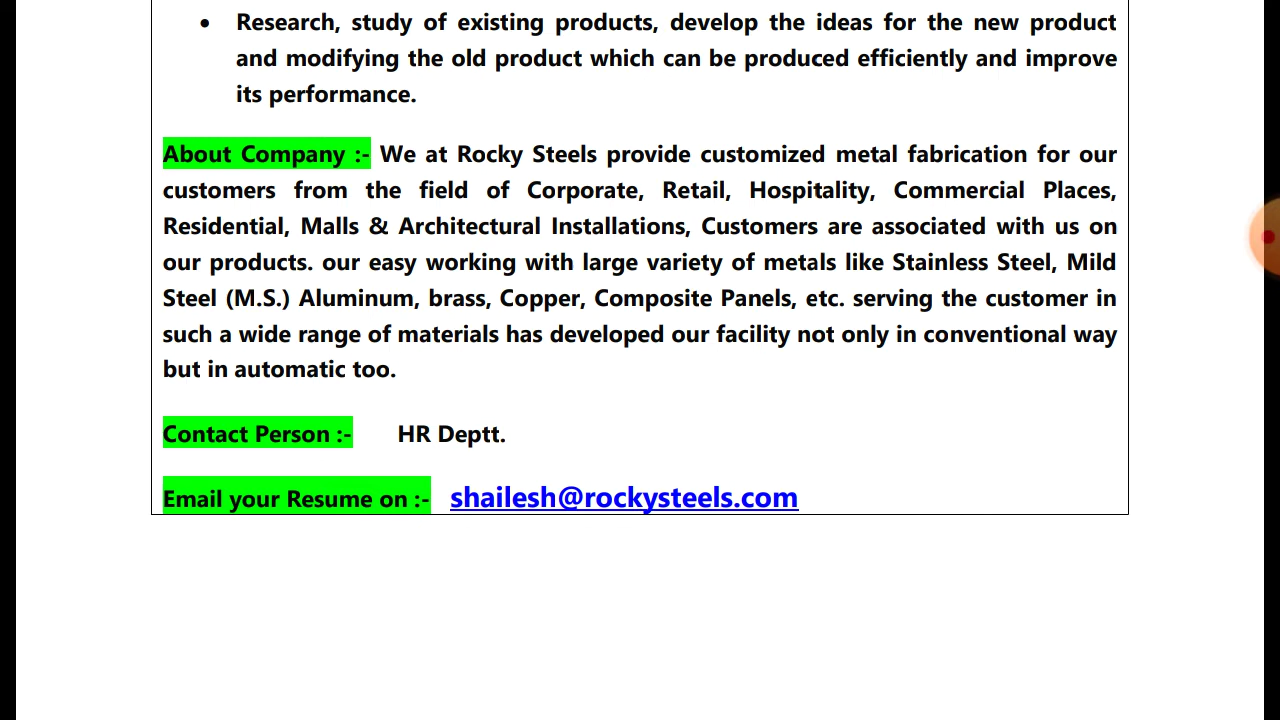 • Research, study of existing products, develop the ideas for the new product
and modifying the old product which can be produced efficiently and improve
its performance.
About Company :- We at Rocky Steels provide customized metal fabrication for our
customers from the field of Corporate, Retail, Hospitality, Commercial Places,
Residential, Malls & Architectural Installations, Customers are associated with us on
our products. our easy working with large variety of metals like Stainless Steel, Mild
Steel (M.S.) Aluminum, brass, Copper, Composite Panels, etc. serving the customer in
such a wide range of materials has developed our facility not only in conventional way
but in automatic too.
Contact Person :- HR Deptt.
Email your Resume on :- shailesh@rockysteels.com